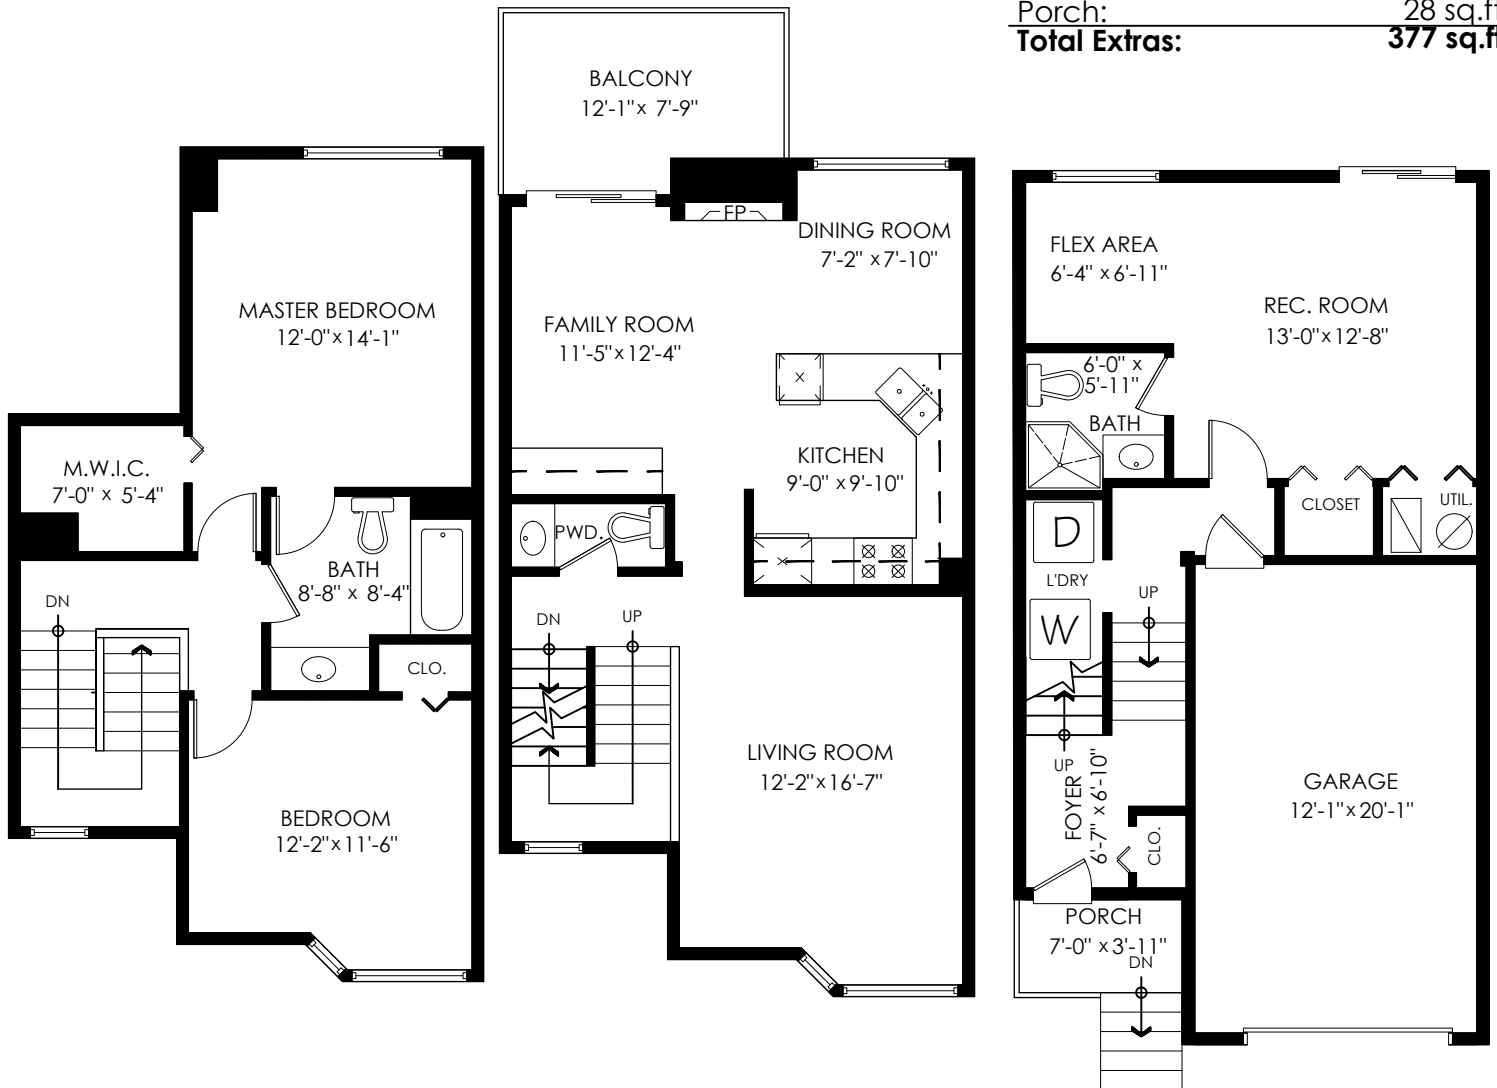 Porch: 28 sq.ft
Total Extras: 377 sq.ft
BALCONY
12'-1"x 7'-9"
FP
DINING ROOM
7'-2" x 7'-10"
FAMILY ROOM
11'-5"x 12'-4"
KITCHEN
9'-0" x 9'-10"
PWD.
DN
UP
LIVING ROOM
12'-2"x 16'-7"
MASTER BEDROOM
12'-0"x 14'-1"
M.W.I.C.
7'-0" x 5'-4"
BATH
8'-8" x 8'-4"
DN
CLO.
BEDROOM
12'-2"x 11'-6"
FLEX AREA
6'-4" x 6'-11"
REC. ROOM
13'-0"x 12'-8"
6'-0" x
5'-11"
BATH
CLOSET
UTIL.
D
L'DRY
W
UP
UP
FOYER
6'-7" x 6'-10"
CLO.
GARAGE
12'-1"x 20'-1"
PORCH
7'-0" x 3'-11"
DN